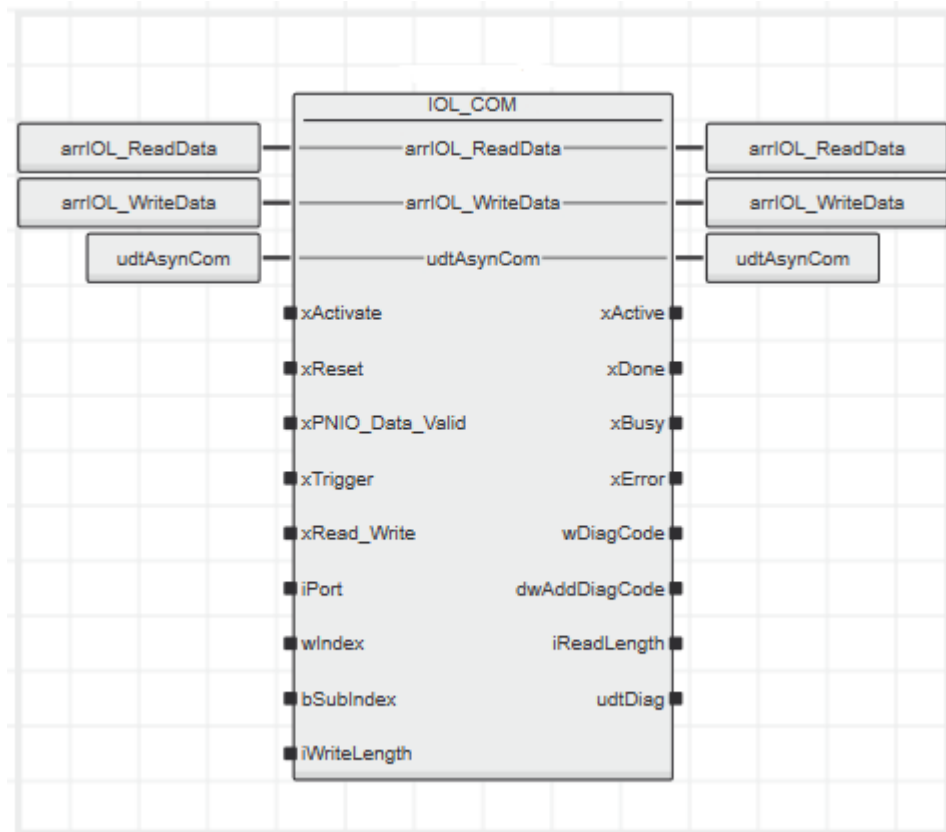 IOL_COM
arrIOL_ReadData arrIOL_ReadData arrIOL_ReadData
arrIOL_WriteData arrIOL_WriteData arrIOL_WriteData
udtAsynCom udtAsynCom udtAsynCom
xActivate xActive
xReset xDone
xPNIO_Data_Valid xBusy
xTrigger xError
xRead_Write wDiagCode
iPort dwAddDiagCode
wIndex iReadLength
bSubIndex udtDiag
iWriteLength